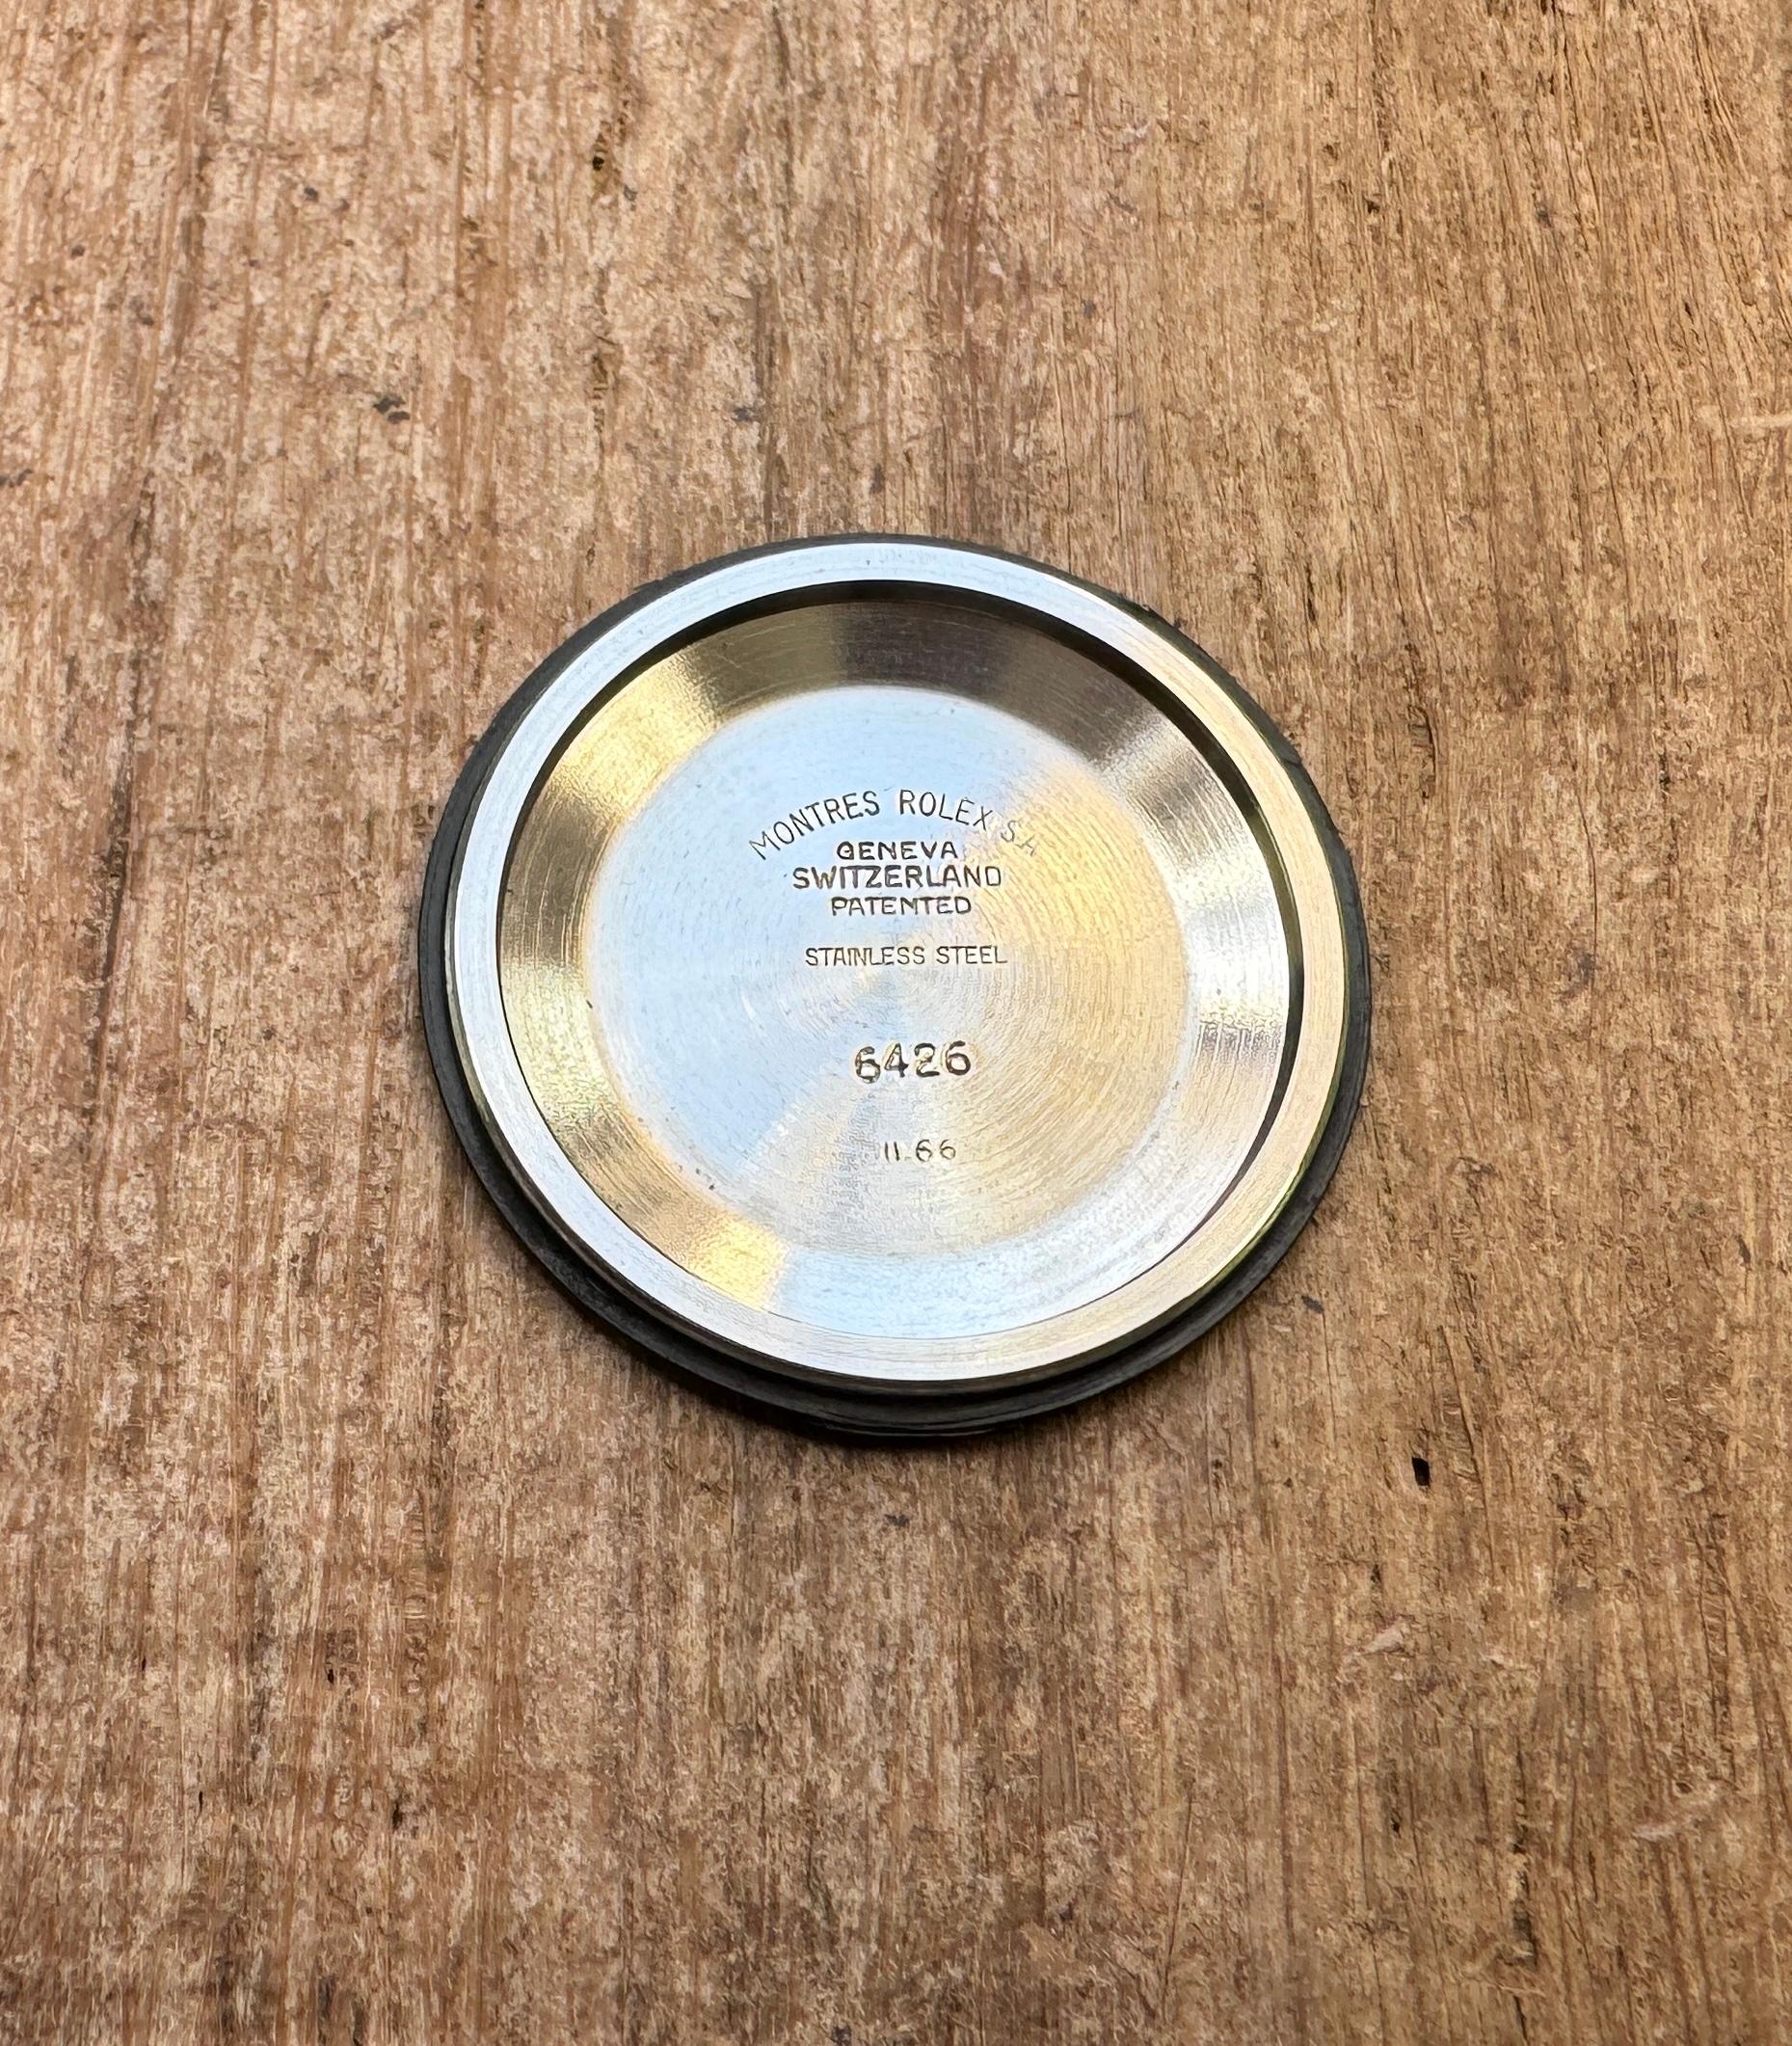 MONTRES ROLEX S.A
GENEVA
SWITZERLAND
PATENTED
STAINLESS STEEL
6426
II.66